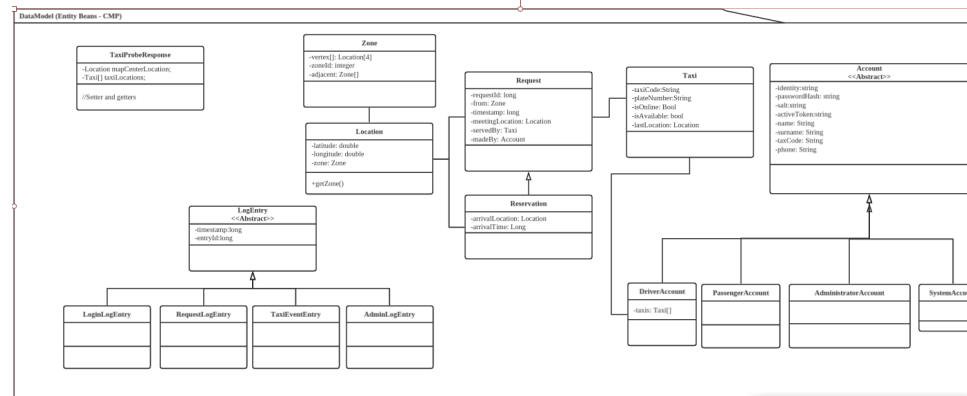 DataModel (Entity Beans - CMP)
TaxiProbeResponse
-Location mapCenterLocation;
-Taxi[] taxiLocations;
//Setter and getters
Zone
-vertex[]: Location[4]
-zoneId: integer
-adjacent: Zone[]
Location
-latitude: double
-longitude: double
-zone: Zone
+getZone()
Request
-requestId: long
-from: Zone
-timestamp: long
-meetingLocation: Location
-servedBy: Taxi
-madeBy: Account
Reservation
-arrivalLocation: Location
-arrivalTime: Long
Taxi
-taxiCode:String
-plateNumber:String
-isOnline: Bool
-isAvailable: bool
-lastLocation: Location
Account
<<Abstract>>
-identity:string
-passwordHash: string
-salt:string
-activeToken:string
-name: String
-surname: String
-taxCode: String
-phone: String
LogEntry
<<Abstract>>
-timestamp:long
-entryId:long
LoginLogEntry
RequestLogEntry
TaxiEventEntry
AdminLogEntry
DriverAccount
-taxis: Taxi[]
PassengerAccount
AdministratorAccount
SystemAccou